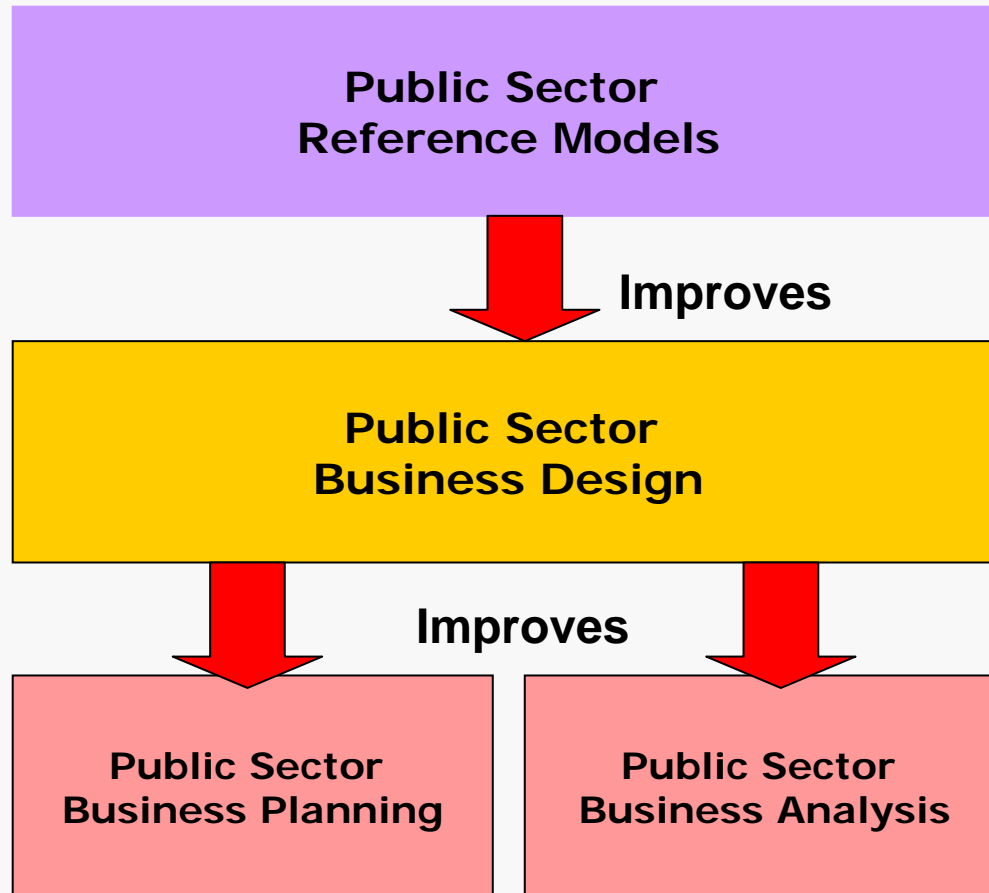 Public Sector
Reference Models
Improves
Public Sector
Business Design
Improves
Public Sector
Business Planning
Public Sector
Business Analysis